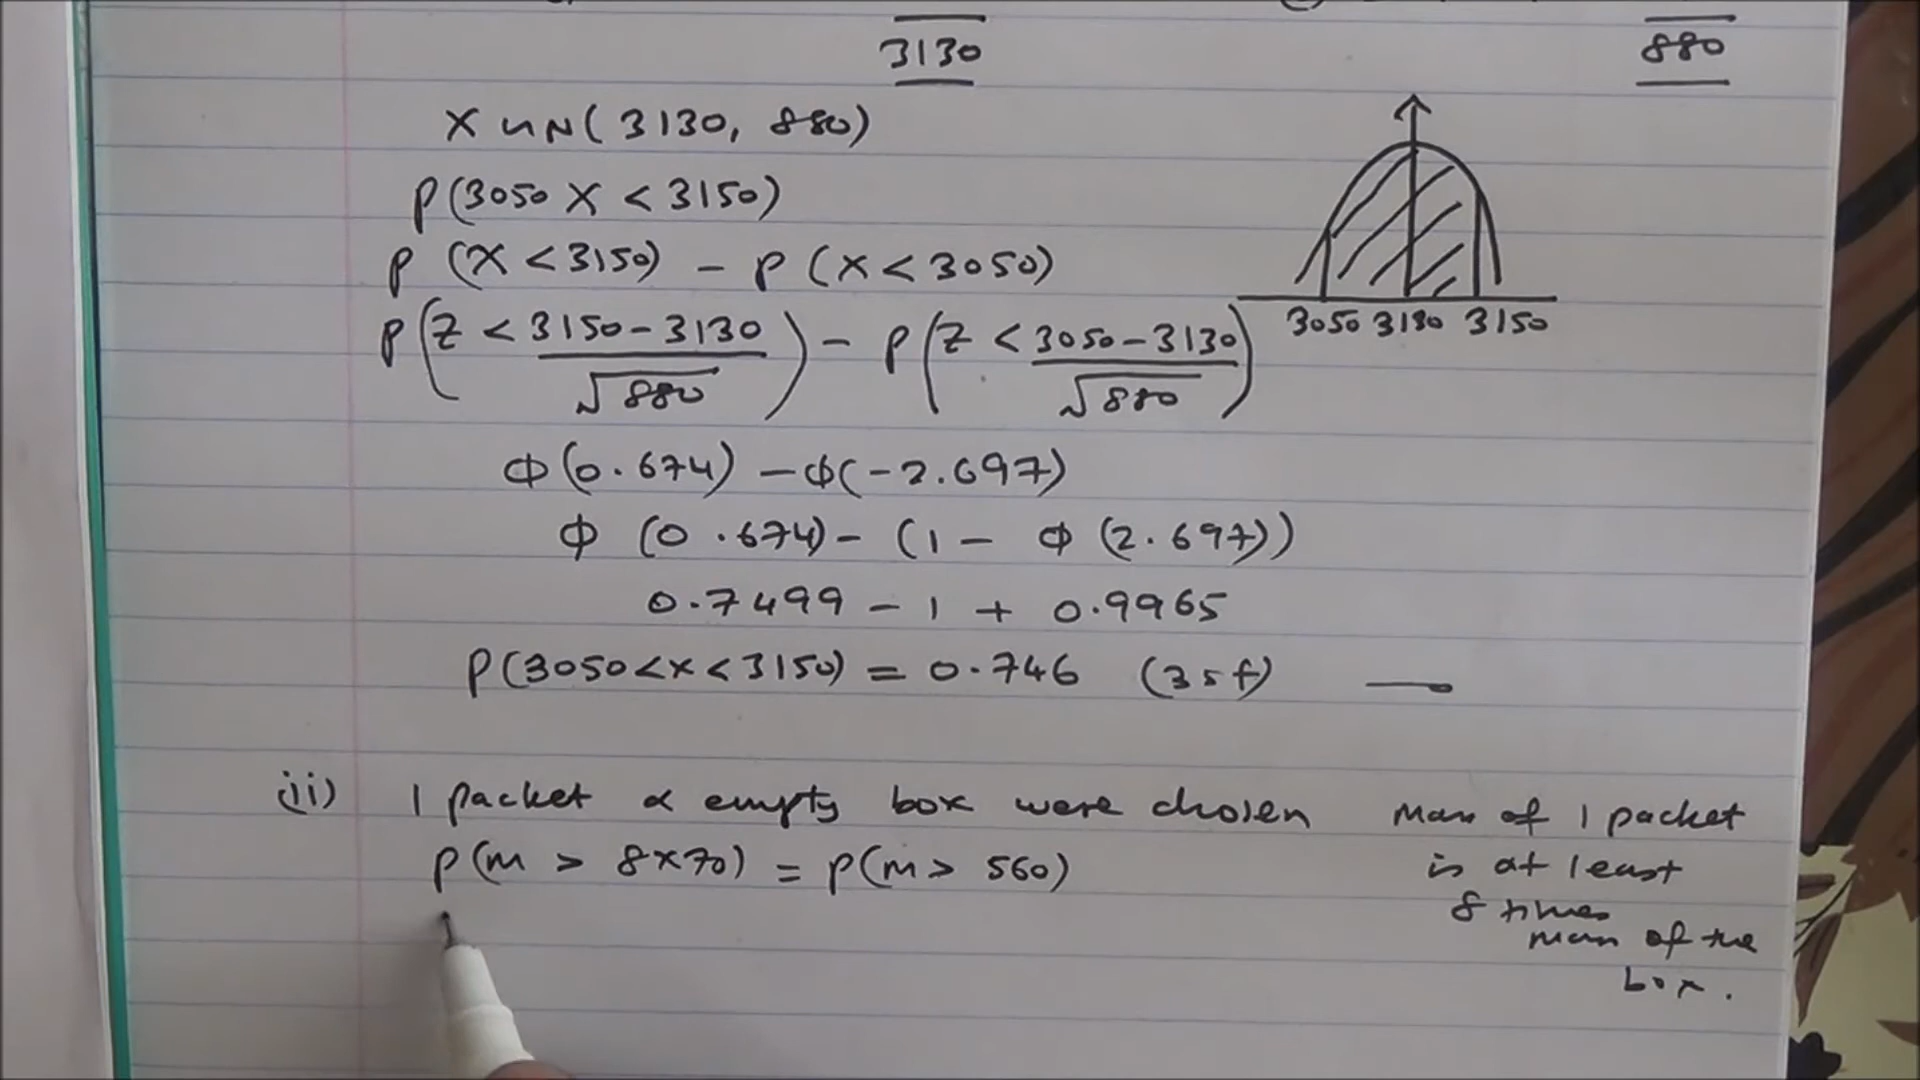 3130
880
X ~ N(3130, 880)
P(3050 X < 3150)
P (X < 3150) - P (X < 3050)
P(Z < 3150-3130/√880) - P(Z < 3050-3130/√880)
3050 3130 3150
Φ(0.674) - Φ(-2.697)
Φ (0.674) - (1 - Φ (2.697))
0.7499 - 1 + 0.9965
P(3050<x<3150) = 0.746 (3sf)
(ii) 1 packet & empty box were chosen
P(m > 8x70) = P(m > 560)
Mass of 1 packet
is at least
8 times
mass of the
box.